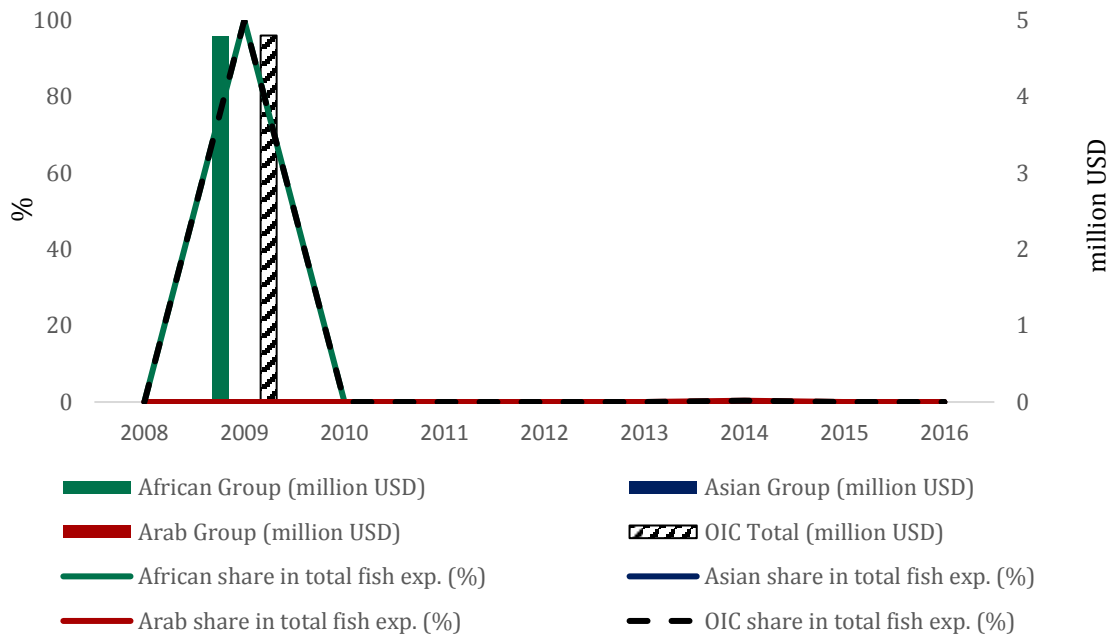 100
80
60
40
20
0
%
5
4
3
2
1
0
million USD
2008 2009 2010 2011 2012 2013 2014 2015 2016
African Group (million USD)
Asian Group (million USD)
Arab Group (million USD)
OIC Total (million USD)
African share in total fish exp. (%)
Asian share in total fish exp. (%)
Arab share in total fish exp. (%)
OIC share in total fish exp. (%)